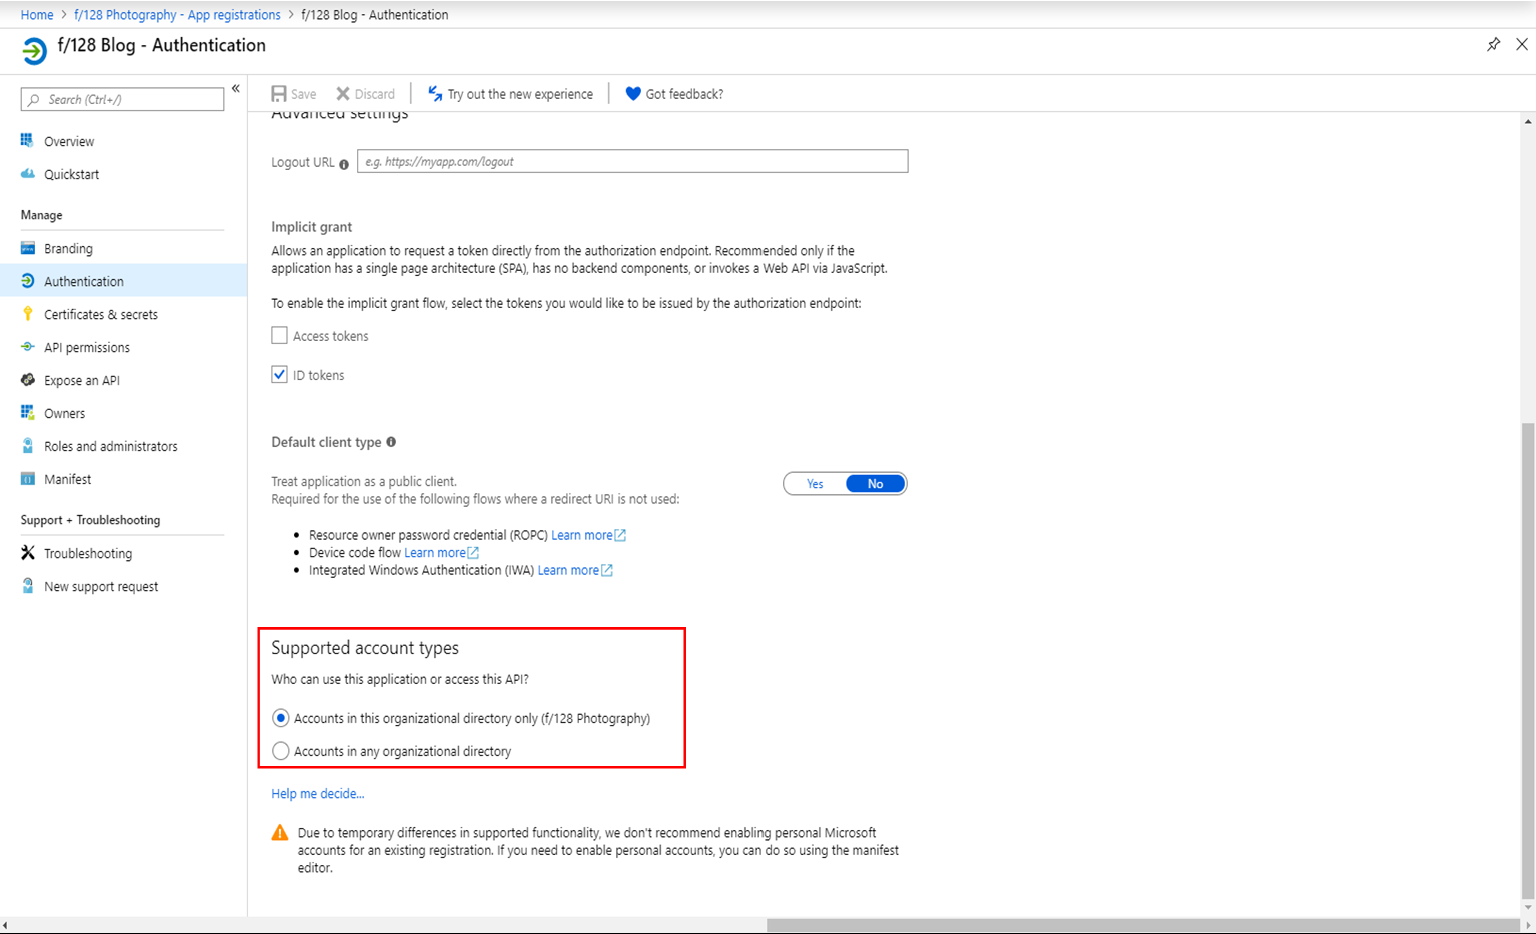 Home > f/128 Photography - App registrations > f/128 Blog - Authentication
f/128 Blog - Authentication
Search (Ctrl+/)
«
Overview
Quickstart
Manage
Branding
Authentication
Certificates & secrets
API permissions
Expose an API
Owners
Roles and administrators
Manifest
Support + Troubleshooting
Troubleshooting
New support request
Save Discard Try out the new experience Got feedback?
Advanced settings
Logout URL e.g. https://myapp.com/logout
Implicit grant
Allows an application to request a token directly from the authorization endpoint. Recommended only if the
application has a single page architecture (SPA), has no backend components, or invokes a Web API via JavaScript.
To enable the implicit grant flow, select the tokens you would like to be issued by the authorization endpoint:
Access tokens
ID tokens
Default client type
Treat application as a public client.
Required for the use of the following flows where a redirect URI is not used:
Yes No
• Resource owner password credential (ROPC) Learn more
• Device code flow Learn more
• Integrated Windows Authentication (IWA) Learn more
Supported account types
Who can use this application or access this API?
Accounts in this organizational directory only (f/128 Photography)
Accounts in any organizational directory
Help me decide...
Due to temporary differences in supported functionality, we don't recommend enabling personal Microsoft
accounts for an existing registration. If you need to enable personal accounts, you can do so using the manifest
editor.